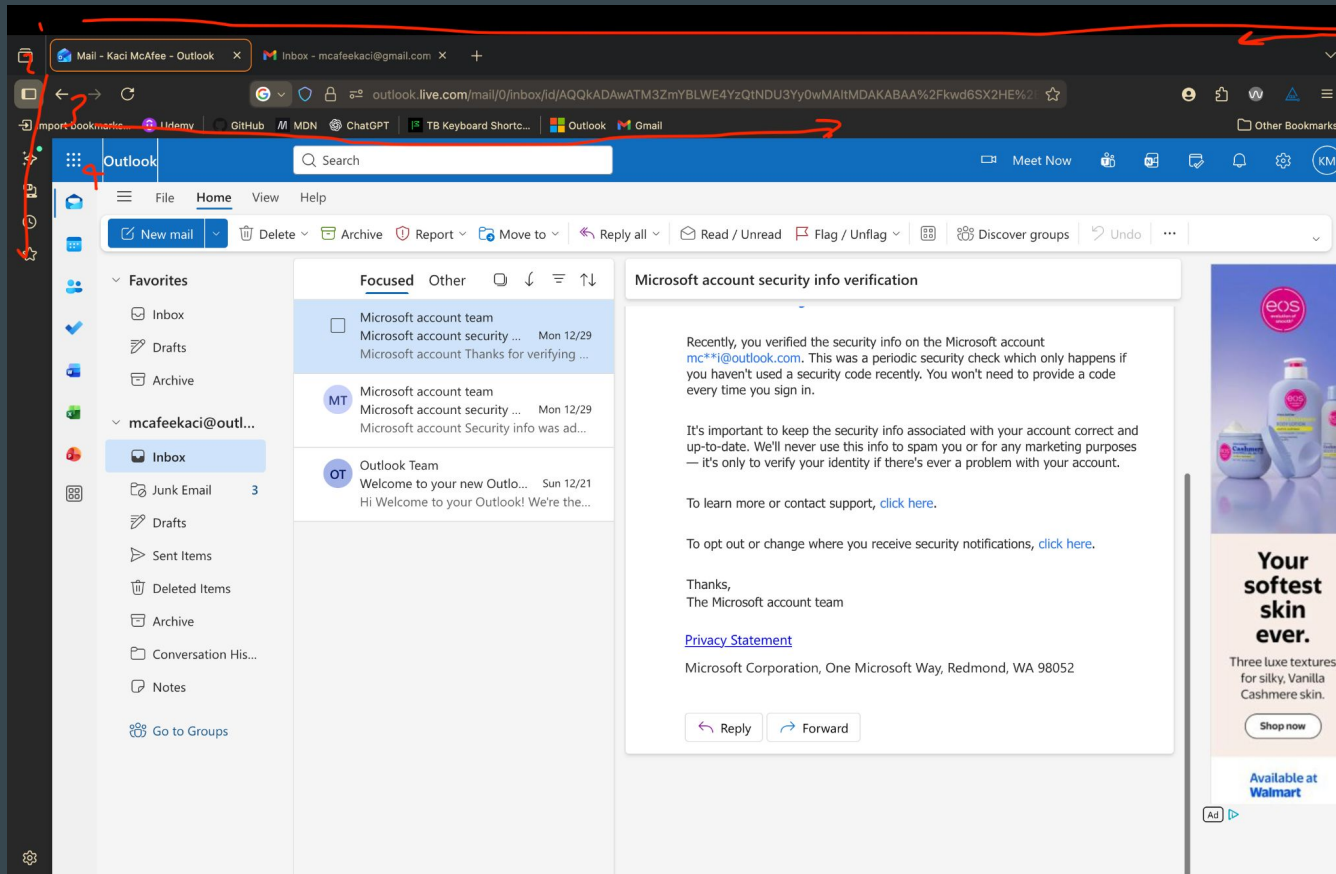 Mail - Kaci McAfee - Outlook
Inbox - mcafeekaci@gmail.com
outlook.live.com/mail/0/inbox/id/AQQkADAwATM3ZmYBLWE4YzQtNDU3Yy0wMAItMDAKABAA%2Fkwd6SX2HE%2
Import bookmarks... Udemy GitHub MDN ChatGPT TB Keyboard Shortc... Outlook Gmail Other Bookmarks
Outlook Search Meet Now KM
File Home View Help
New mail Delete Archive Report Move to Reply all Read / Unread Flag / Unflag Discover groups Undo ...
Favorites
Inbox
Drafts
Archive
mcafeekaci@outl...
Inbox
Junk Email 3
Drafts
Sent Items
Deleted Items
Archive
Conversation His...
Notes
Go to Groups
Focused Other
Microsoft account team
Microsoft account security ... Mon 12/29
Microsoft account Thanks for verifying ...
MT
Microsoft account team
Microsoft account security ... Mon 12/29
Microsoft account Security info was ad...
OT
Outlook Team
Welcome to your new Outlo... Sun 12/21
Hi Welcome to your Outlook! We're the...
Microsoft account security info verification
Recently, you verified the security info on the Microsoft account
mc**i@outlook.com. This was a periodic security check which only happens if
you haven't used a security code recently. You won't need to provide a code
every time you sign in.
It's important to keep the security info associated with your account correct and
up-to-date. We'll never use this info to spam you or for any marketing purposes
— it's only to verify your identity if there's ever a problem with your account.
To learn more or contact support, click here.
To opt out or change where you receive security notifications, click here.
Thanks,
The Microsoft account team
Privacy Statement
Microsoft Corporation, One Microsoft Way, Redmond, WA 98052
Reply Forward
eos
Your
softest
skin
ever.
Three luxe textures
for silky, Vanilla
Cashmere skin.
Shop now
Available at
Walmart
Ad